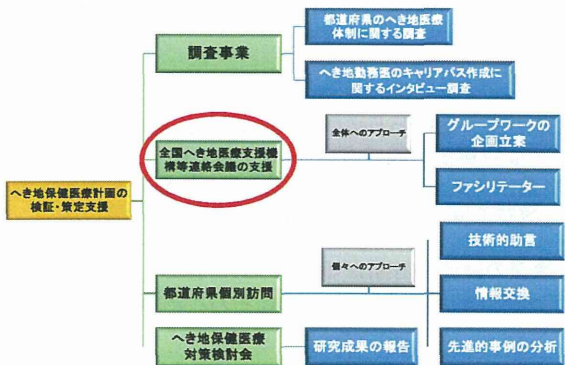 都道府県のへき地医療
体制に関する調査
調査事業
へき地勤務医のキャリアパス作成に
関するインタビュー調査
全国へき地医療支援機
構等連絡会議の支援
全体へのアプローチ
グループワークの
企画立案
ファシリテーター
へき地保健医療計画の
検証・策定支援
技術的助言
個々へのアプローチ
都道府県個別訪問
情報交換
へき地保健医療
対策検討会
研究成果の報告
先進的事例の分析